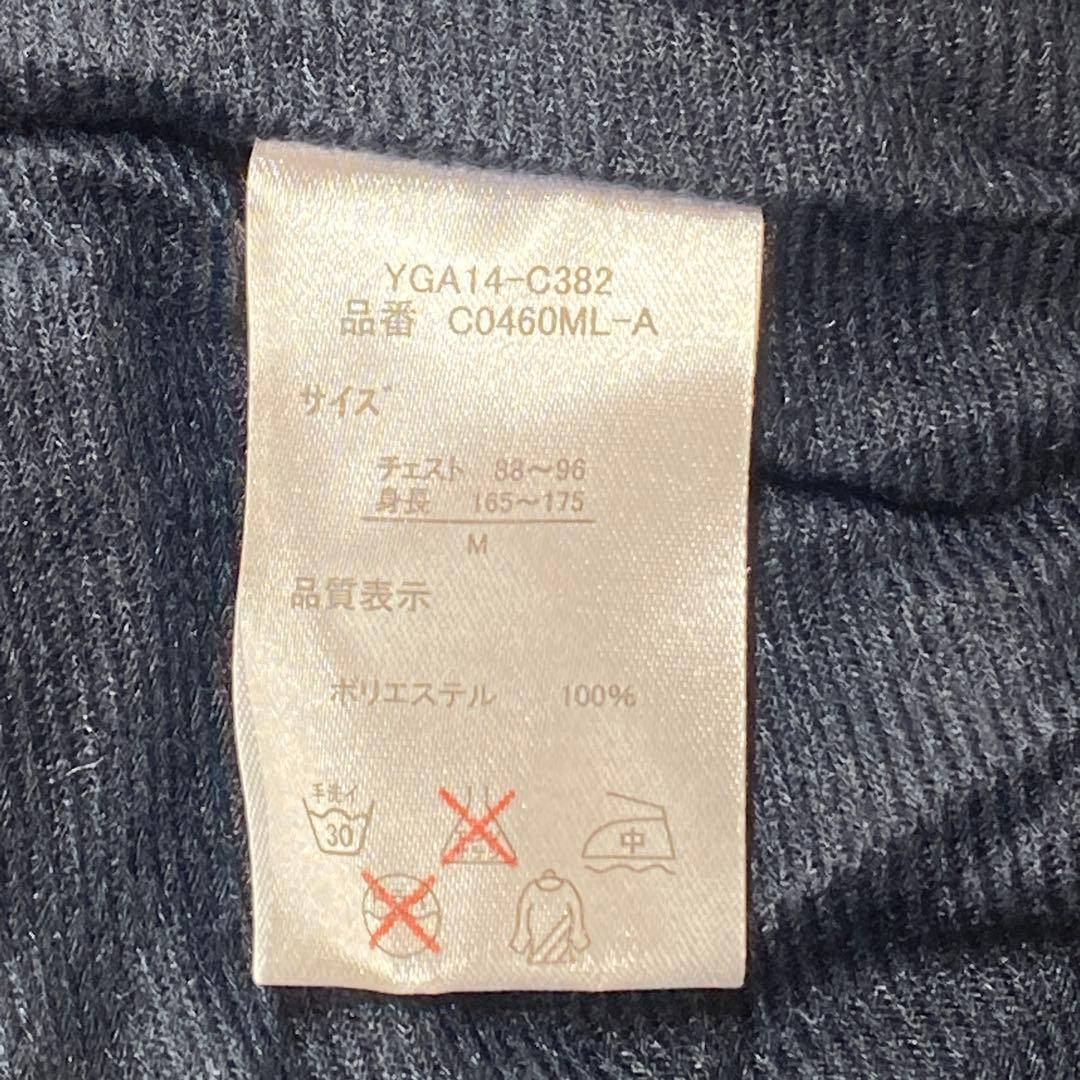 YGA14-C382
品番 C0460ML-A
サイズ
チェスト 88〜96
身長 165〜175
M
品質表示
ポリエステル 100%
手洗イ
30
中